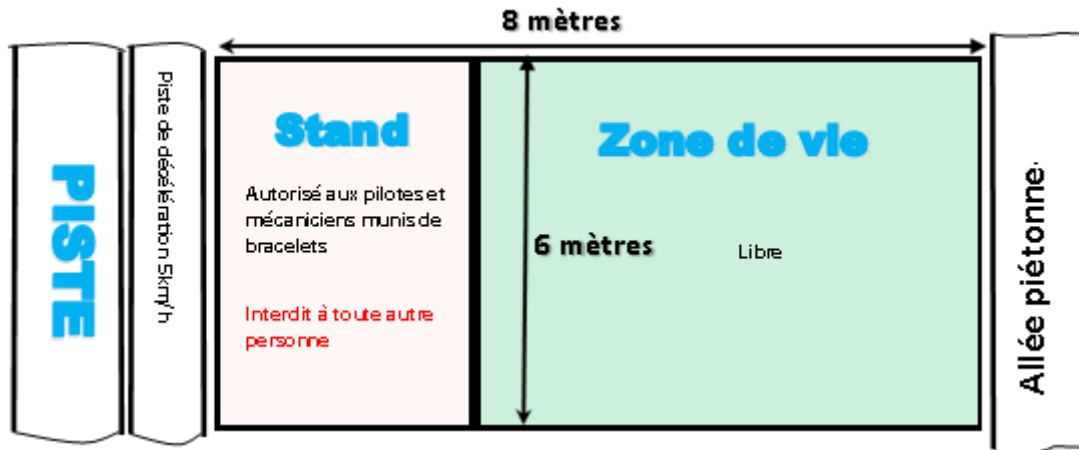 8 mètres
PISTE
Piste de décélération 5km/h
Stand
Autorisé aux pilotes et
mécaniciens munis de
bracelets
Interdit à toute autre
personne
6 mètres
Zone de vie
Libre
Allée piétonne.